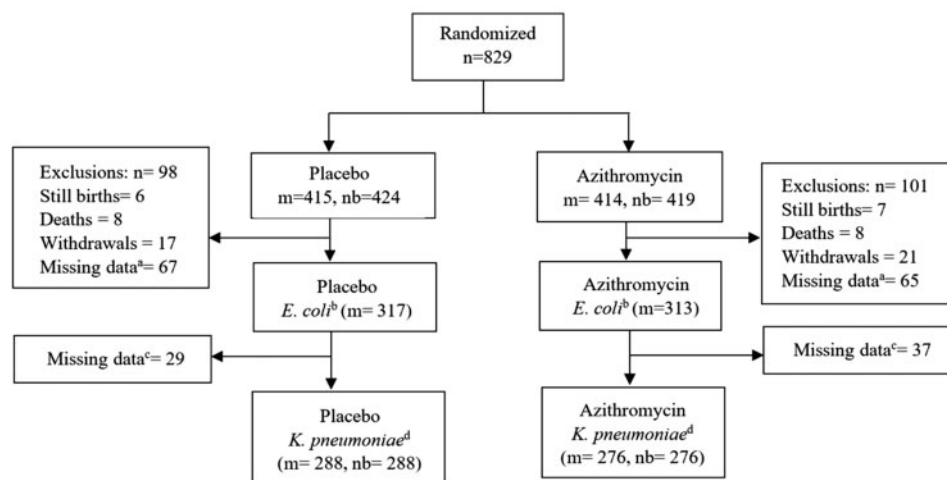 Randomized
n=829
Exclusions: n= 98
Still births= 6
Deaths = 8
Withdrawals = 17
Missing dataᵃ= 67
Placebo
m=415, nb=424
Azithromycin
m= 414, nb= 419
Exclusions: n= 101
Still births= 7
Deaths = 8
Withdrawals = 21
Missing dataᵃ= 65
Placebo
E. coliᵇ (m= 317)
Azithromycin
E. coliᵇ (m=313)
Missing dataᶜ= 29
Missing dataᶜ= 37
Placebo
K. pneumoniaeᵈ
(m= 288, nb= 288)
Azithromycin
K. pneumoniaeᵈ
(m= 276, nb= 276)